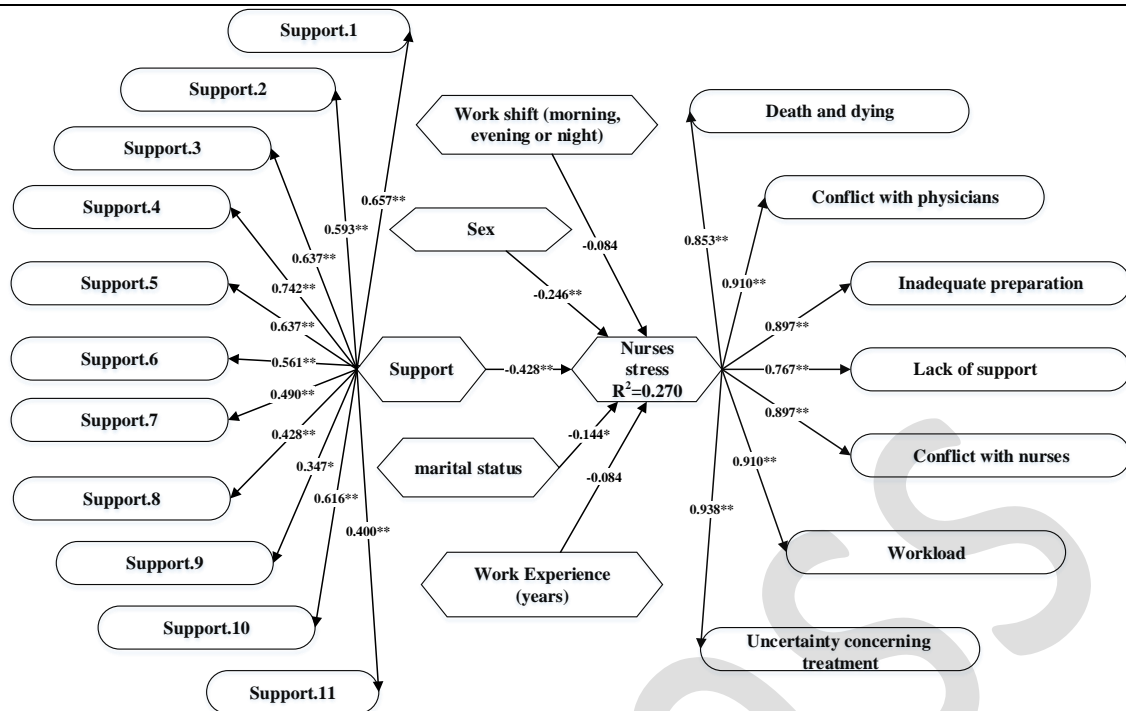 Support.1
Support.2
Support.3
Support.4
Support.5
Support.6
Support.7
Support.8
Support.9
Support.10
Support.11
0.657**
0.593**
0.637**
0.742**
0.637**
0.561**
0.490**
0.428**
0.347*
0.616**
0.400**
Support
Work shift (morning,
evening or night)
Sex
marital status
Work Experience
(years)
-0.084
-0.246**
-0.428**
-0.144*
-0.084
Nurses
stress
R²=0.270
0.853**
0.910**
0.897**
0.767**
0.897**
0.910**
0.938**
Death and dying
Conflict with physicians
Inadequate preparation
Lack of support
Conflict with nurses
Workload
Uncertainty concerning
treatment